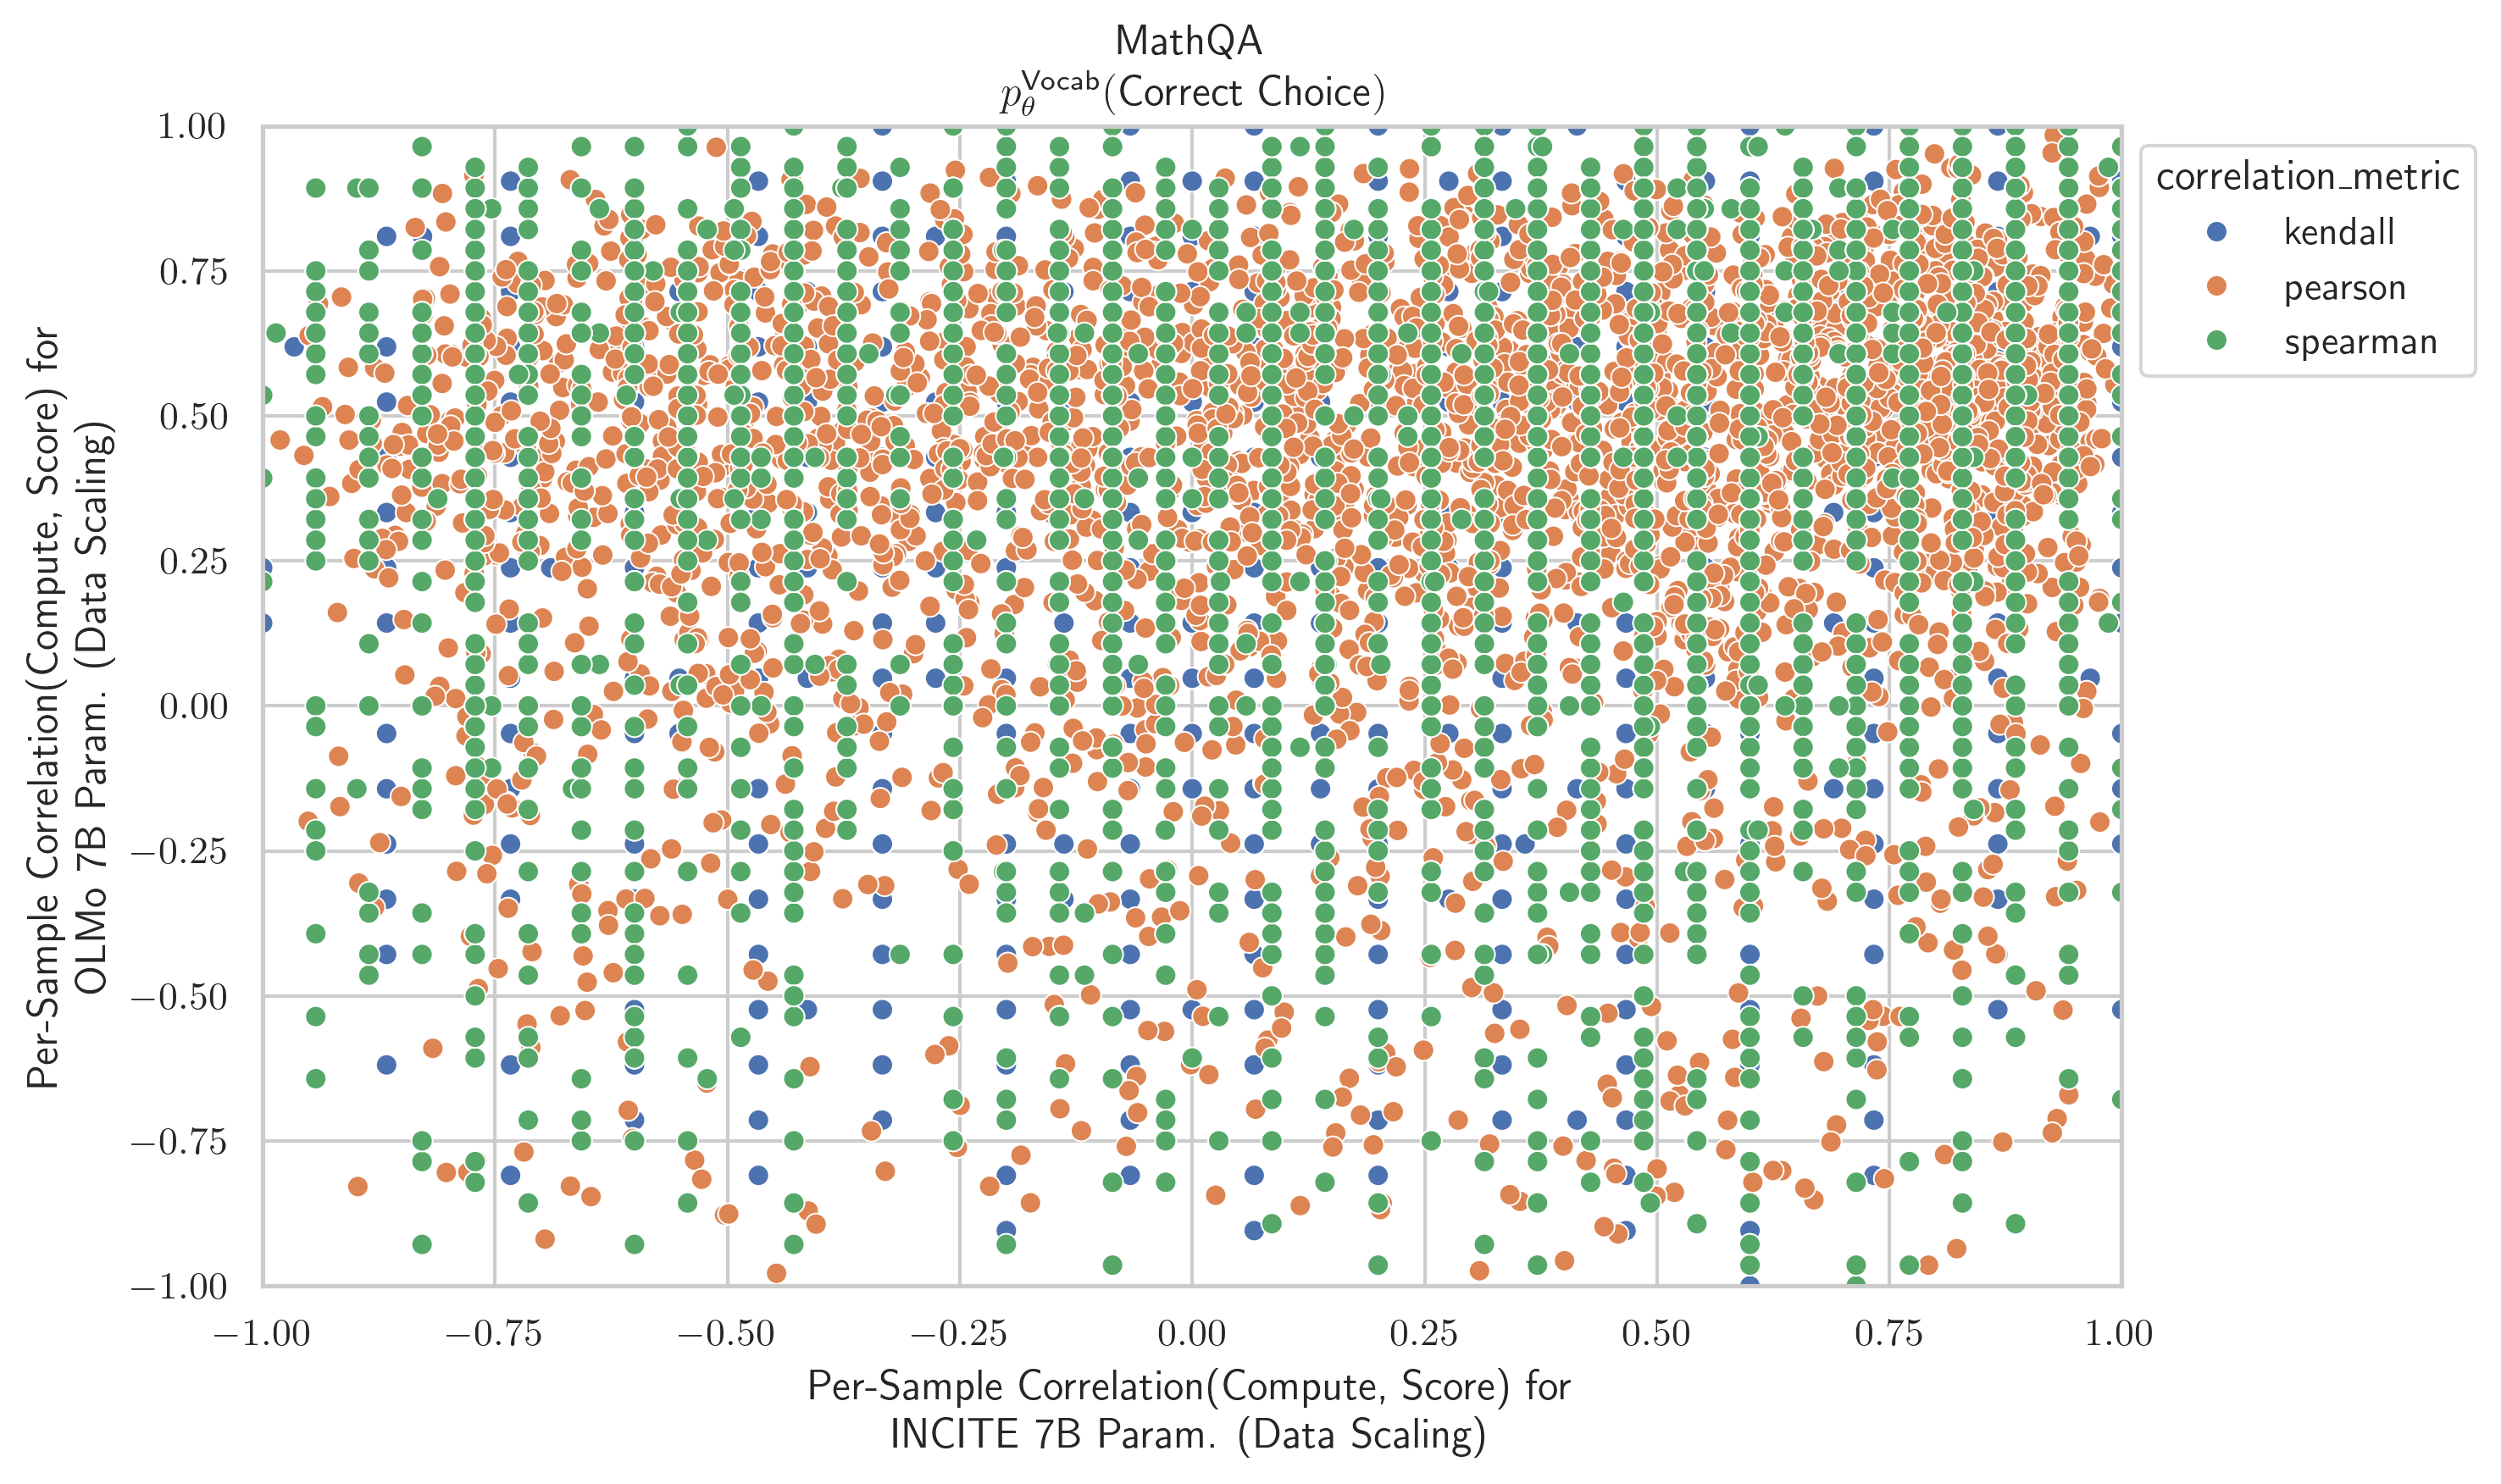 MathQA
p_θ^Vocab(Correct Choice)
1.00
0.75
0.50
0.25
0.00
−0.25
−0.50
−0.75
−1.00
Per-Sample Correlation(Compute, Score) for
OLMo 7B Param. (Data Scaling)
−1.00 −0.75 −0.50 −0.25 0.00 0.25 0.50 0.75 1.00
Per-Sample Correlation(Compute, Score) for
INCITE 7B Param. (Data Scaling)
correlation_metric
kendall
pearson
spearman